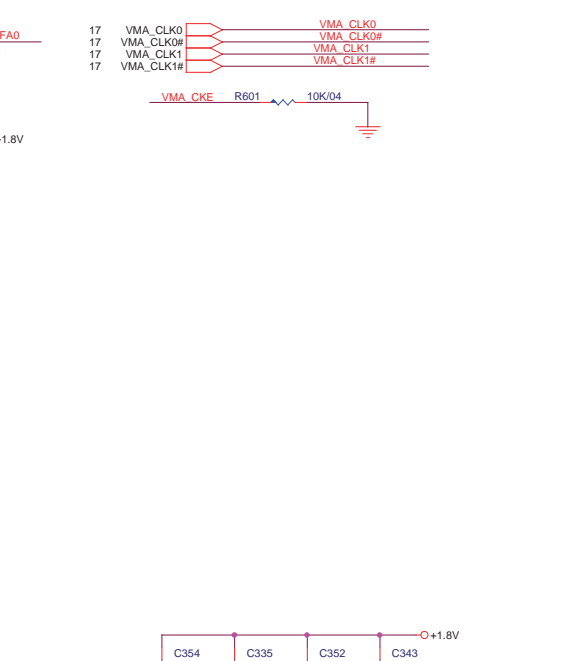 FA0
17 VMA_CLK0 VMA_CLK0
17 VMA_CLK0# VMA_CLK0#
17 VMA_CLK1 VMA_CLK1
17 VMA_CLK1# VMA_CLK1#
VMA_CKE R601 10K/04
1.8V
+1.8V
C354 C335 C352 C343